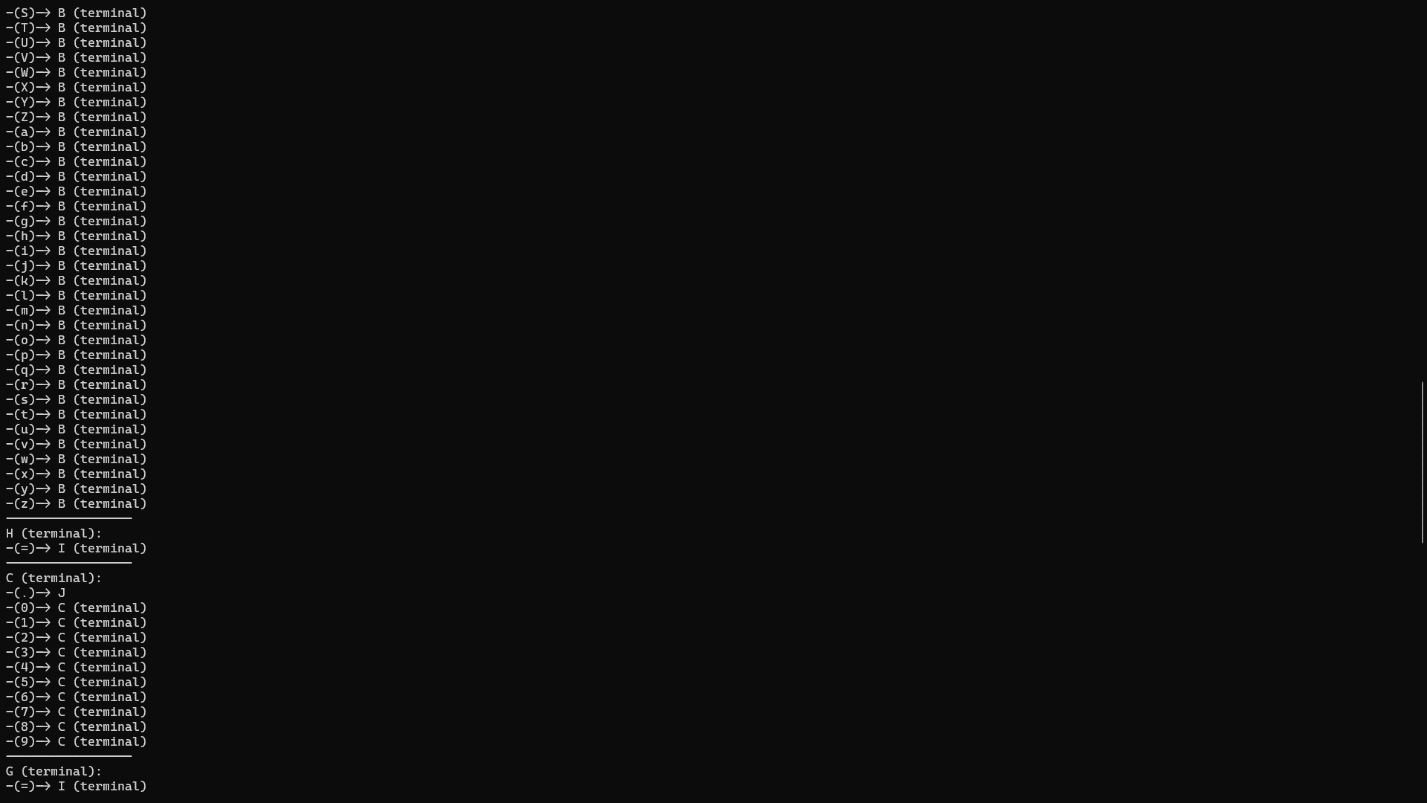 -(S)-> B (terminal)
-(T)-> B (terminal)
-(U)-> B (terminal)
-(V)-> B (terminal)
-(W)-> B (terminal)
-(X)-> B (terminal)
-(Y)-> B (terminal)
-(Z)-> B (terminal)
-(a)-> B (terminal)
-(b)-> B (terminal)
-(c)-> B (terminal)
-(d)-> B (terminal)
-(e)-> B (terminal)
-(f)-> B (terminal)
-(g)-> B (terminal)
-(h)-> B (terminal)
-(i)-> B (terminal)
-(j)-> B (terminal)
-(k)-> B (terminal)
-(l)-> B (terminal)
-(m)-> B (terminal)
-(n)-> B (terminal)
-(o)-> B (terminal)
-(p)-> B (terminal)
-(q)-> B (terminal)
-(r)-> B (terminal)
-(s)-> B (terminal)
-(t)-> B (terminal)
-(u)-> B (terminal)
-(v)-> B (terminal)
-(w)-> B (terminal)
-(x)-> B (terminal)
-(y)-> B (terminal)
-(z)-> B (terminal)
-----------------
H (terminal):
-(=)-> I (terminal)
-----------------
C (terminal):
-(.)-> J
-(0)-> C (terminal)
-(1)-> C (terminal)
-(2)-> C (terminal)
-(3)-> C (terminal)
-(4)-> C (terminal)
-(5)-> C (terminal)
-(6)-> C (terminal)
-(7)-> C (terminal)
-(8)-> C (terminal)
-(9)-> C (terminal)
-----------------
G (terminal):
-(=)-> I (terminal)